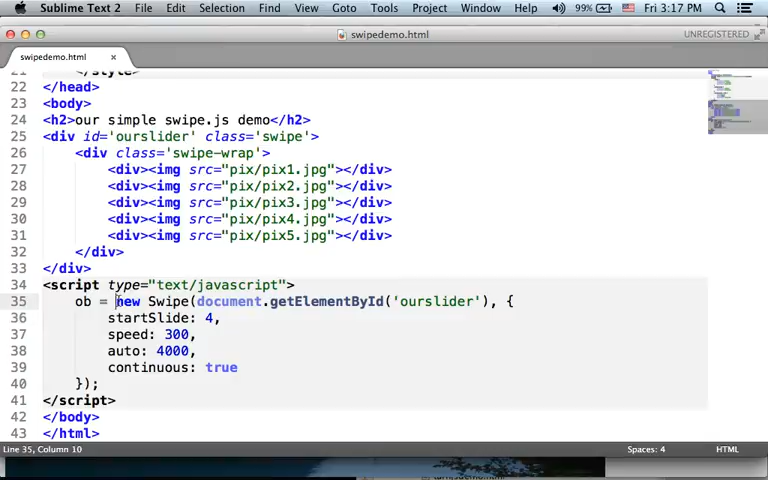 Sublime Text 2 File Edit Selection Find View Goto Tools Project Window Help 99% Fri 3:17 PM
swipedemo.html UNREGISTERED
swipedemo.html ×
21 </style>
22 </head>
23 <body>
24 <h2>our simple swipe.js demo</h2>
25 <div id='ourslider' class='swipe'>
26 <div class='swipe-wrap'>
27 <div><img src="pix/pix1.jpg"></div>
28 <div><img src="pix/pix2.jpg"></div>
29 <div><img src="pix/pix3.jpg"></div>
30 <div><img src="pix/pix4.jpg"></div>
31 <div><img src="pix/pix5.jpg"></div>
32 </div>
33 </div>
34 <script type="text/javascript">
35 ob = new Swipe(document.getElementById('ourslider'), {
36 startSlide: 4,
37 speed: 300,
38 auto: 4000,
39 continuous: true
40 });
41 </script>
42 </body>
43 </html>
Line 35, Column 10 Spaces: 4 HTML